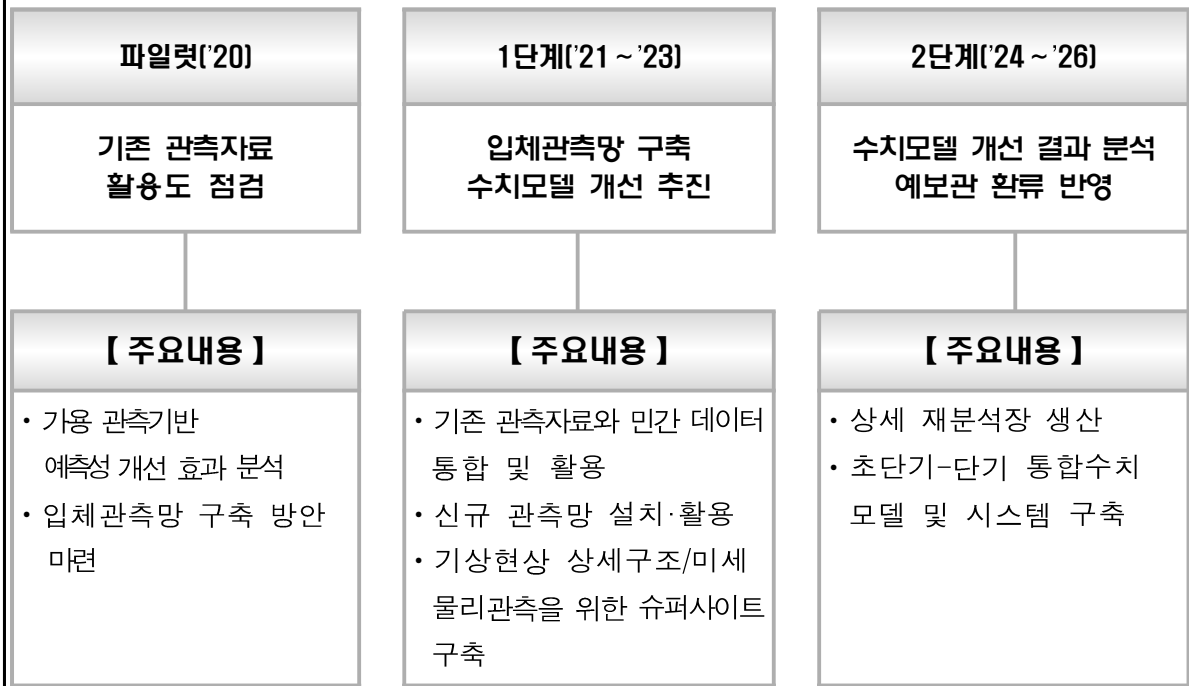 파일럿('20)
기존 관측자료
활용도 점검
【 주요내용 】
• 가용 관측기반
예측성 개선 효과 분석
• 입체관측망 구축 방안
마련
1단계('21 ~ '23)
입체관측망 구축
수치모델 개선 추진
【 주요내용 】
• 기존 관측자료와 민간 데이터
통합 및 활용
• 신규 관측망 설치·활용
• 기상현상 상세구조/미세
물리관측을 위한 슈퍼사이트
구축
2단계('24 ~ '26)
수치모델 개선 결과 분석
예보관 환류 반영
【 주요내용 】
• 상세 재분석장 생산
• 초단기-단기 통합수치
모델 및 시스템 구축